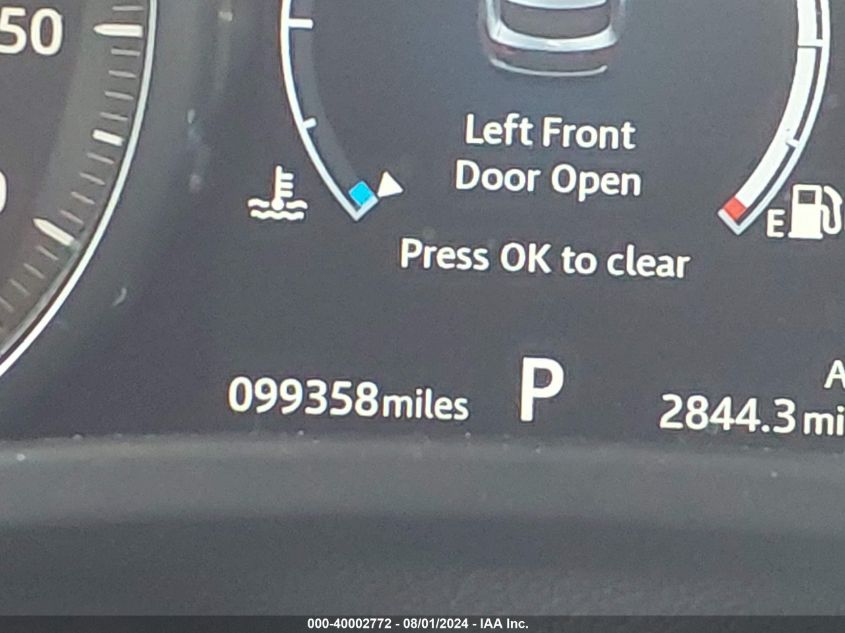 50
Left Front
Door Open
E
Press OK to clear
099358miles
P
A
2844.3 mi
000-40002772 - 08/01/2024 - IAA Inc.